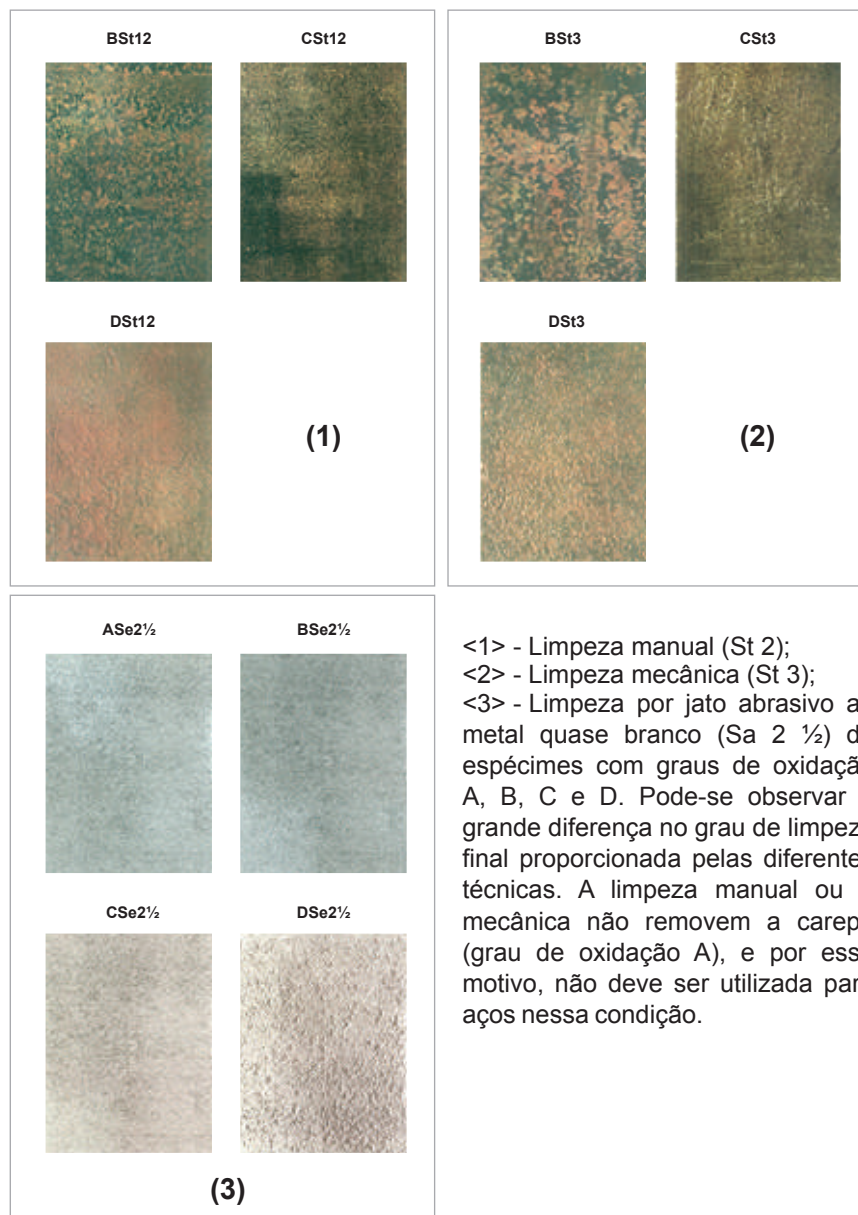 BSt12 CSt12
DSt12
(1)
BSt3 CSt3
DSt3
(2)
ASe2½ BSe2½
CSe2½ DSe2½
(3)
<1> - Limpeza manual (St 2);
<2> - Limpeza mecânica (St 3);
<3> - Limpeza por jato abrasivo a
metal quase branco (Sa 2 ½) d
espécimes com graus de oxidaçã
A, B, C e D. Pode-se observar
grande diferença no grau de limpez
final proporcionada pelas diferente
técnicas. A limpeza manual ou
mecânica não removem a carep
(grau de oxidação A), e por ess
motivo, não deve ser utilizada par
aços nessa condição.